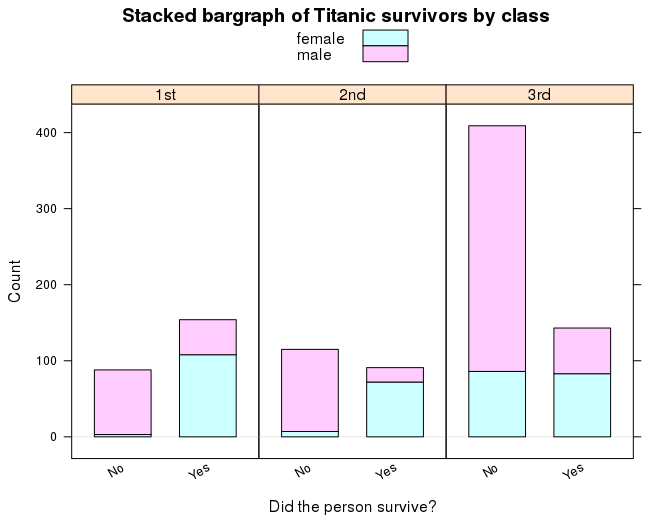 Stacked bargraph of Titanic survivors by class
female
male
1st 2nd 3rd
400
300
200
100
0
Count
No Yes No Yes No Yes
Did the person survive?